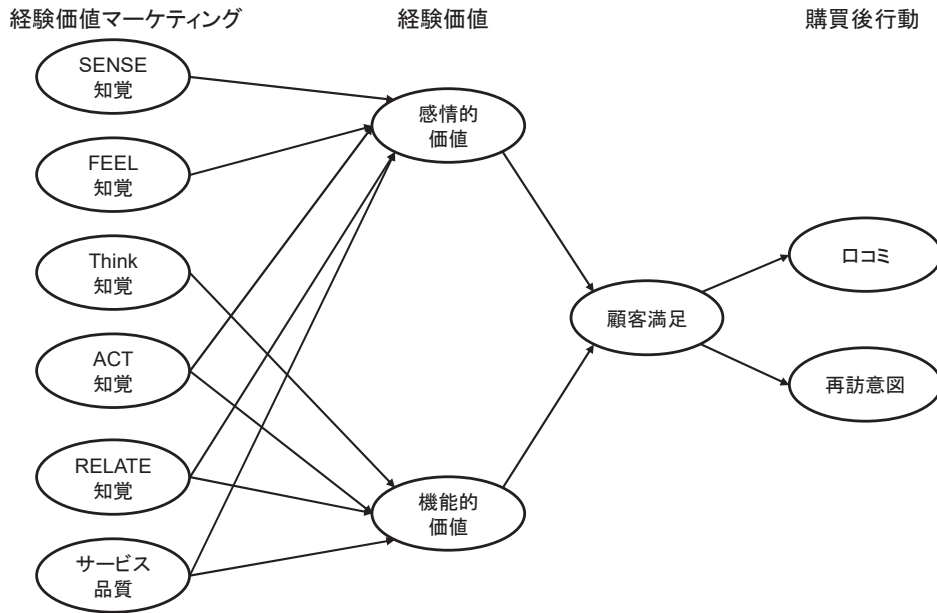 経験価値マーケティング
経験価値
購買後行動
SENSE
知覚
FEEL
知覚
Think
知覚
ACT
知覚
RELATE
知覚
サービス
品質
感情的
価値
機能的
価値
顧客満足
口コミ
再訪意図